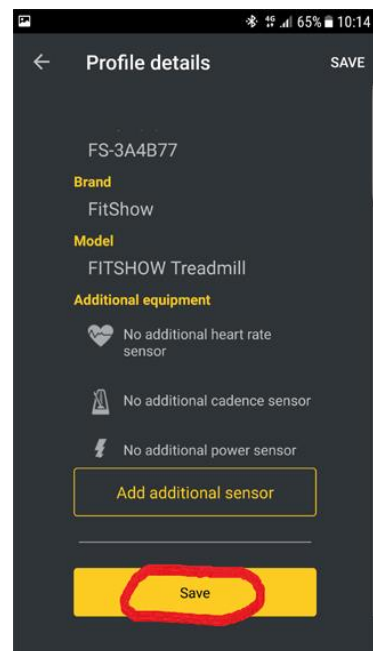 65% 10:14
Profile details SAVE
FS-3A4B77
Brand
FitShow
Model
FITSHOW Treadmill
Additional equipment
No additional heart rate
sensor
No additional cadence sensor
No additional power sensor
Add additional sensor
Save